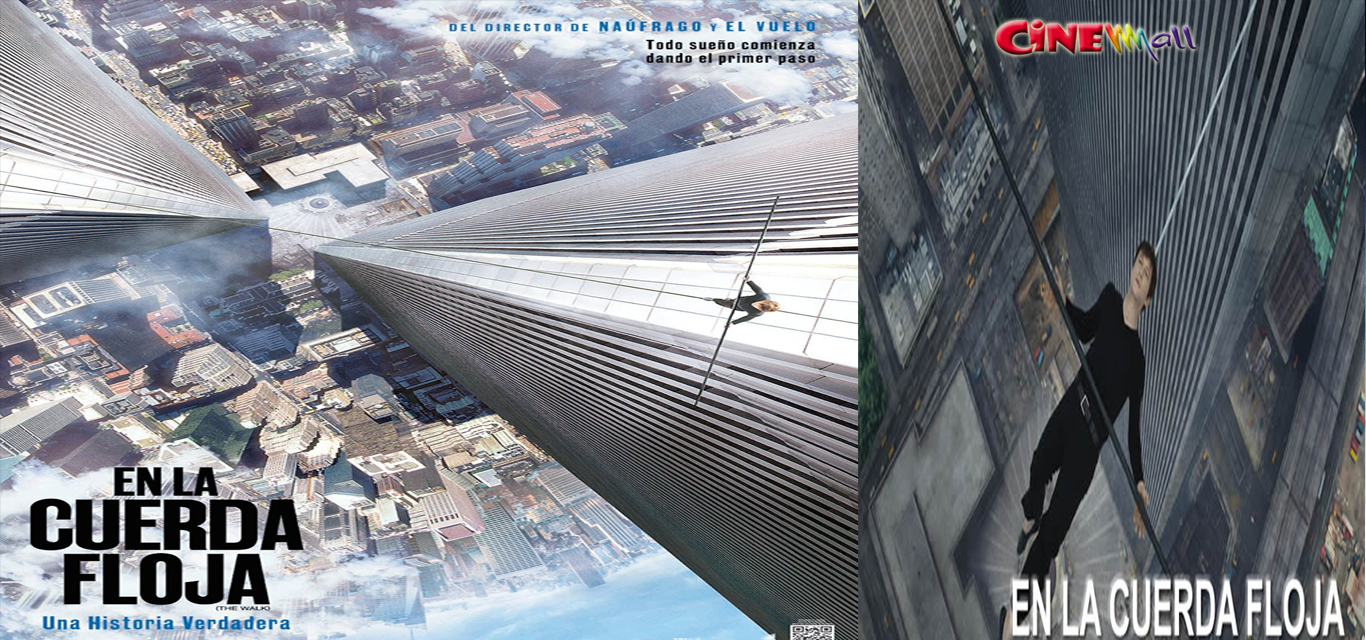 DEL DIRECTOR DE NAÚFRAGO Y EL VUELO
Todo sueño comienza
dando el primer paso
EN LA
CUERDA
FLOJA
(THE WALK)
Una Historia Verdadera
CiNEMall
EN LA CUERDA FLOJA